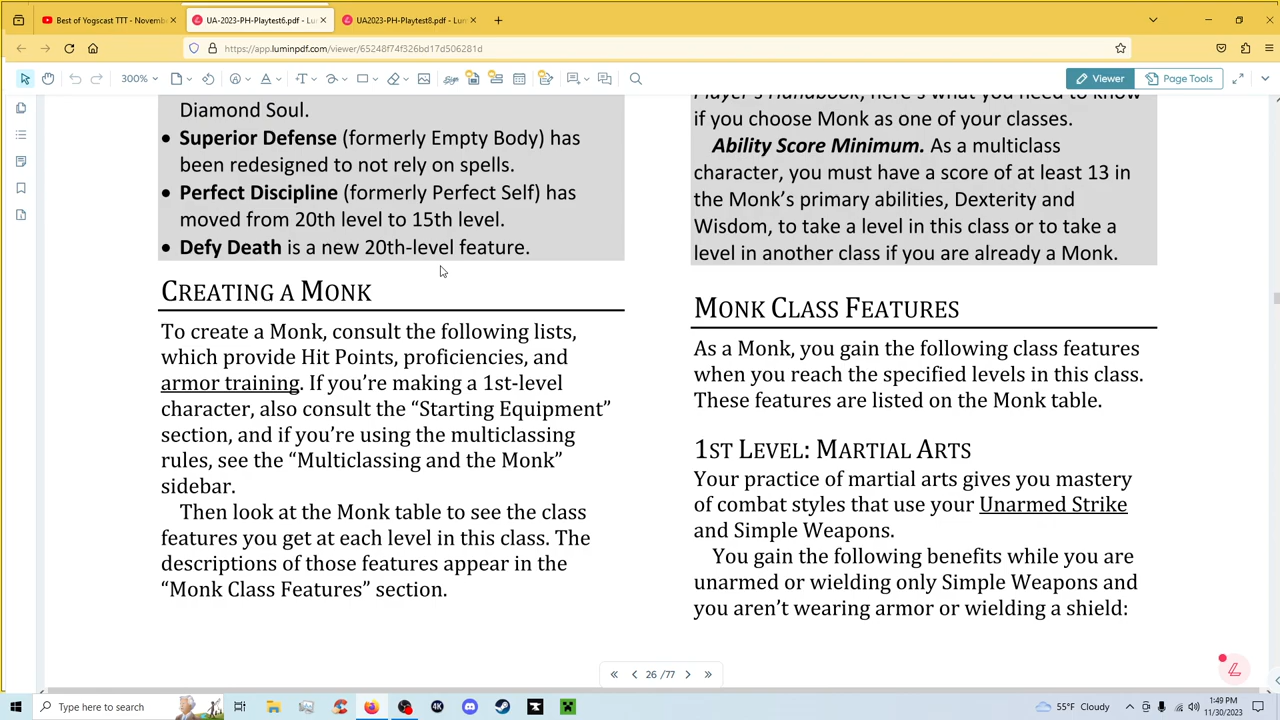 Best of Yogscast TTT - Novembe
UA-2023-PH-Playtest6.pdf - Lu
UA2023-PH-Playtest8.pdf - Lun
https://app.luminpdf.com/viewer/65248f74f326bd17d506281d
300%
Viewer
Page Tools
Diamond Soul.
• Superior Defense (formerly Empty Body) has
been redesigned to not rely on spells.
• Perfect Discipline (formerly Perfect Self) has
moved from 20th level to 15th level.
• Defy Death is a new 20th-level feature.
CREATING A MONK
To create a Monk, consult the following lists,
which provide Hit Points, proficiencies, and
armor training. If you’re making a 1st-level
character, also consult the “Starting Equipment”
section, and if you’re using the multiclassing
rules, see the “Multiclassing and the Monk”
sidebar.
Then look at the Monk table to see the class
features you get at each level in this class. The
descriptions of those features appear in the
“Monk Class Features” section.
Player’s Handbook, here’s what you need to know
if you choose Monk as one of your classes.
Ability Score Minimum. As a multiclass
character, you must have a score of at least 13 in
the Monk’s primary abilities, Dexterity and
Wisdom, to take a level in this class or to take a
level in another class if you are already a Monk.
MONK CLASS FEATURES
As a Monk, you gain the following class features
when you reach the specified levels in this class.
These features are listed on the Monk table.
1ST LEVEL: MARTIAL ARTS
Your practice of martial arts gives you mastery
of combat styles that use your Unarmed Strike
and Simple Weapons.
You gain the following benefits while you are
unarmed or wielding only Simple Weapons and
you aren’t wearing armor or wielding a shield:
26 /77
Type here to search
55°F Cloudy
1:49 PM
11/30/2023